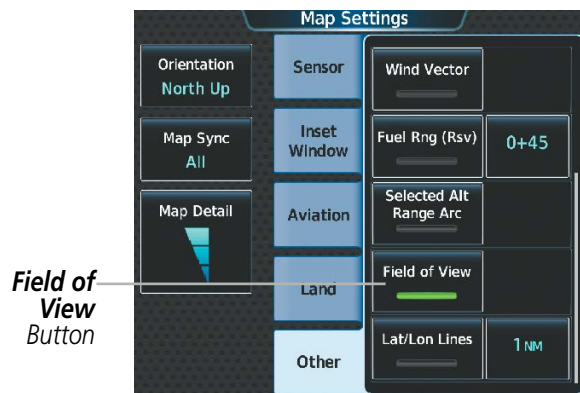 Map Settings
Orientation
North Up
Map Sync
All
Map Detail
Sensor
Inset
Window
Aviation
Land
Other
Wind Vector
Fuel Rng (Rsv)
0+45
Selected Alt
Range Arc
Field of View
Lat/Lon Lines
1NM
Field of
View
Button